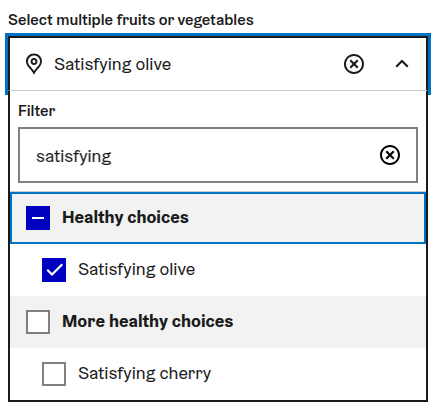 Select multiple fruits or vegetables
Satisfying olive
Filter
satisfying
Healthy choices
Satisfying olive
More healthy choices
Satisfying cherry